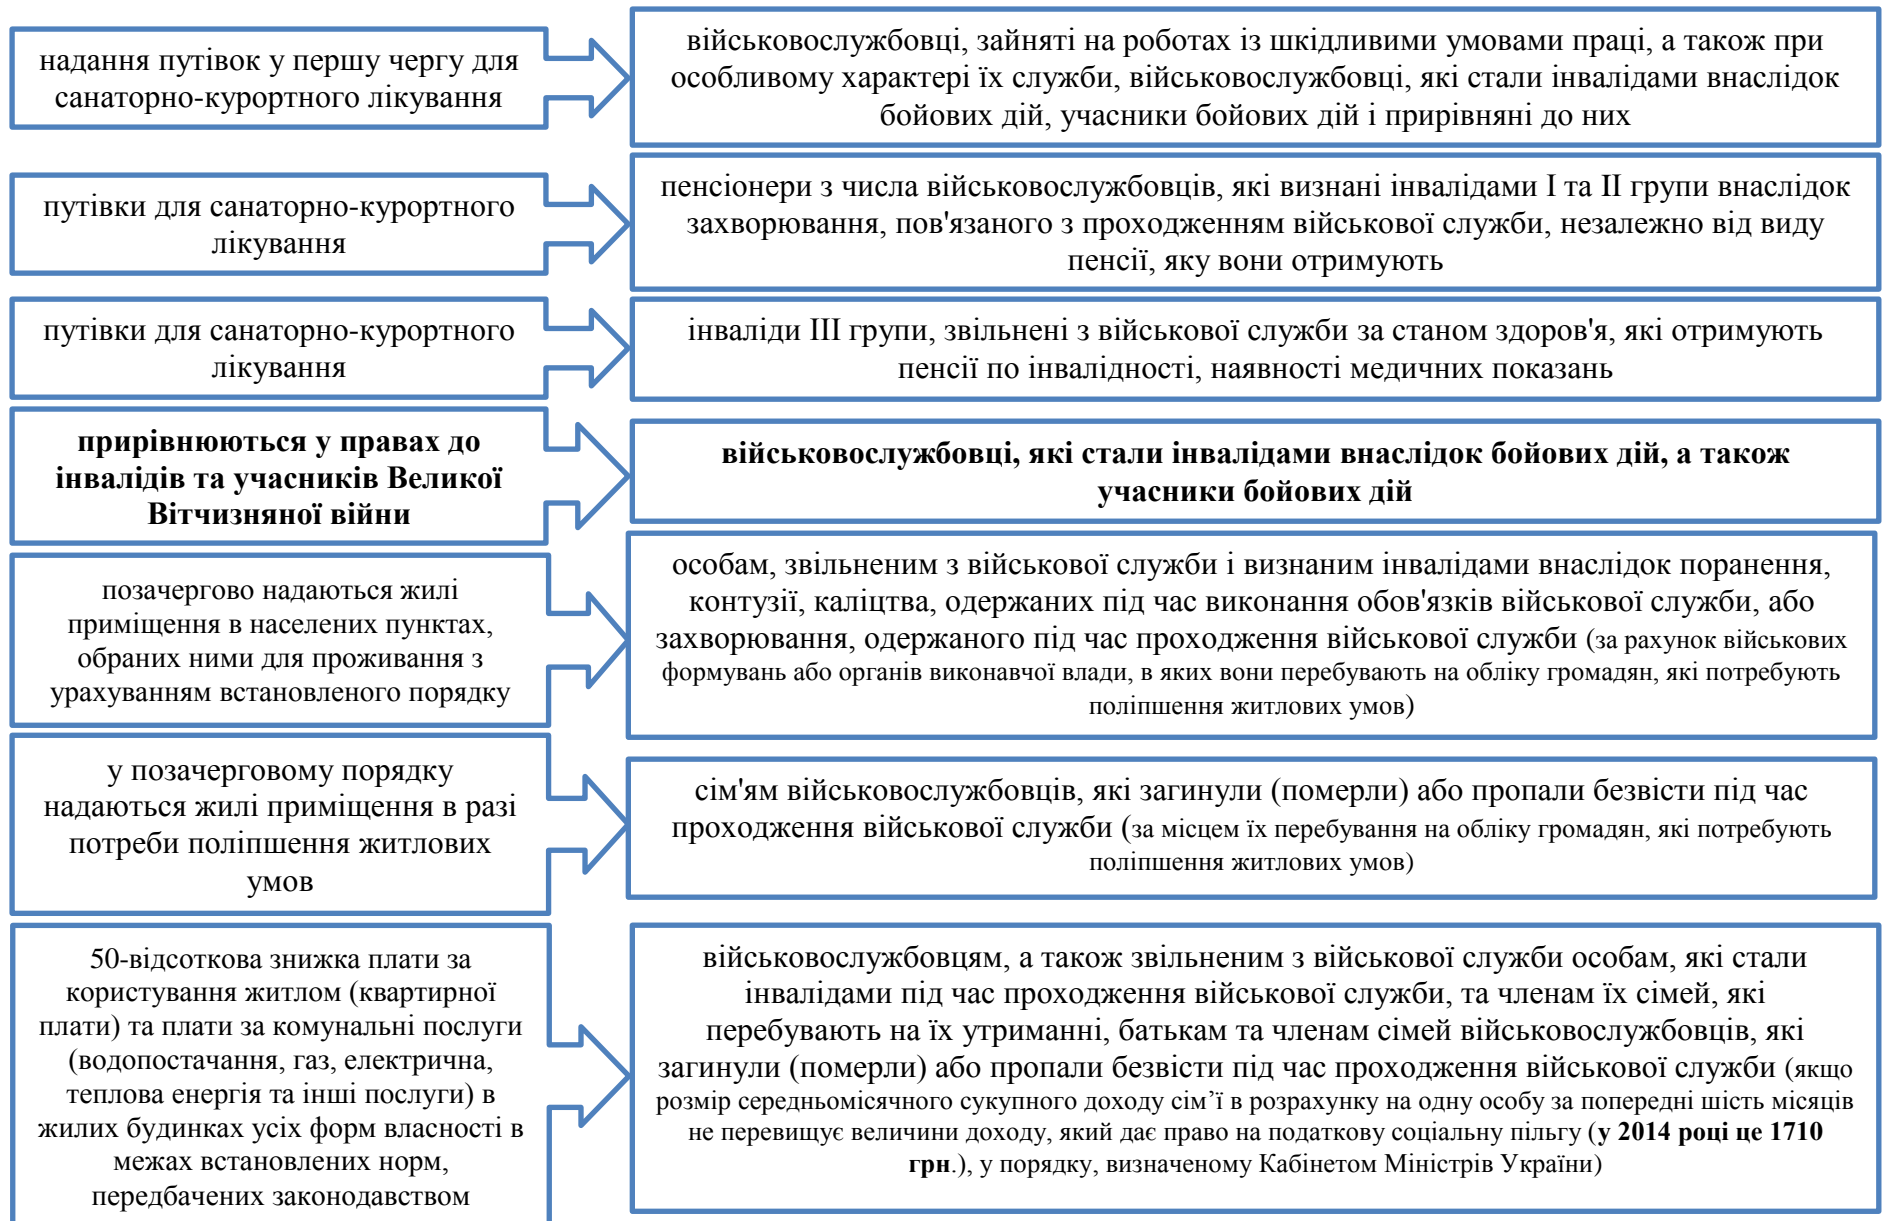 надання путівок у першу чергу для
санаторно-курортного лікування
військовослужбовці, зайняті на роботах із шкідливими умовами праці, а також при
особливому характері їх служби, військовослужбовці, які стали інвалідами внаслідок
бойових дій, учасники бойових дій і прирівняні до них
путівки для санаторно-курортного
лікування
пенсіонери з числа військовослужбовців, які визнані інвалідами I та II групи внаслідок
захворювання, пов'язаного з проходженням військової служби, незалежно від виду
пенсії, яку вони отримують
путівки для санаторно-курортного
лікування
інваліди III групи, звільнені з військової служби за станом здоров'я, які отримують
пенсії по інвалідності, наявності медичних показань
прирівнюються у правах до
інвалідів та учасників Великої
Вітчизняної війни
військовослужбовці, які стали інвалідами внаслідок бойових дій, а також
учасники бойових дій
позачергово надаються жилі
приміщення в населених пунктах,
обраних ними для проживання з
урахуванням встановленого порядку
особам, звільненим з військової служби і визнаним інвалідами внаслідок поранення,
контузії, каліцтва, одержаних під час виконання обов'язків військової служби, або
захворювання, одержаного під час проходження військової служби (за рахунок військових
формувань або органів виконавчої влади, в яких вони перебувають на обліку громадян, які потребують
поліпшення житлових умов)
у позачерговому порядку
надаються жилі приміщення в разі
потреби поліпшення житлових
умов
сім'ям військовослужбовців, які загинули (померли) або пропали безвісти під час
проходження військової служби (за місцем їх перебування на обліку громадян, які потребують
поліпшення житлових умов)
50-відсоткова знижка плати за
користування житлом (квартирної
плати) та плати за комунальні послуги
(водопостачання, газ, електрична,
теплова енергія та інші послуги) в
жилих будинках усіх форм власності в
межах встановлених норм,
передбачених законодавством
військовослужбовцям, а також звільненим з військової служби особам, які стали
інвалідами під час проходження військової служби, та членам їх сімей, які
перебувають на їх утриманні, батькам та членам сімей військовослужбовців, які
загинули (померли) або пропали безвісти під час проходження військової служби (якщо
розмір середньомісячного сукупного доходу сім’ї в розрахунку на одну особу за попередні шість місяців
не перевищує величини доходу, який дає право на податкову соціальну пільгу (у 2014 році це 1710
грн.), у порядку, визначеному Кабінетом Міністрів України)